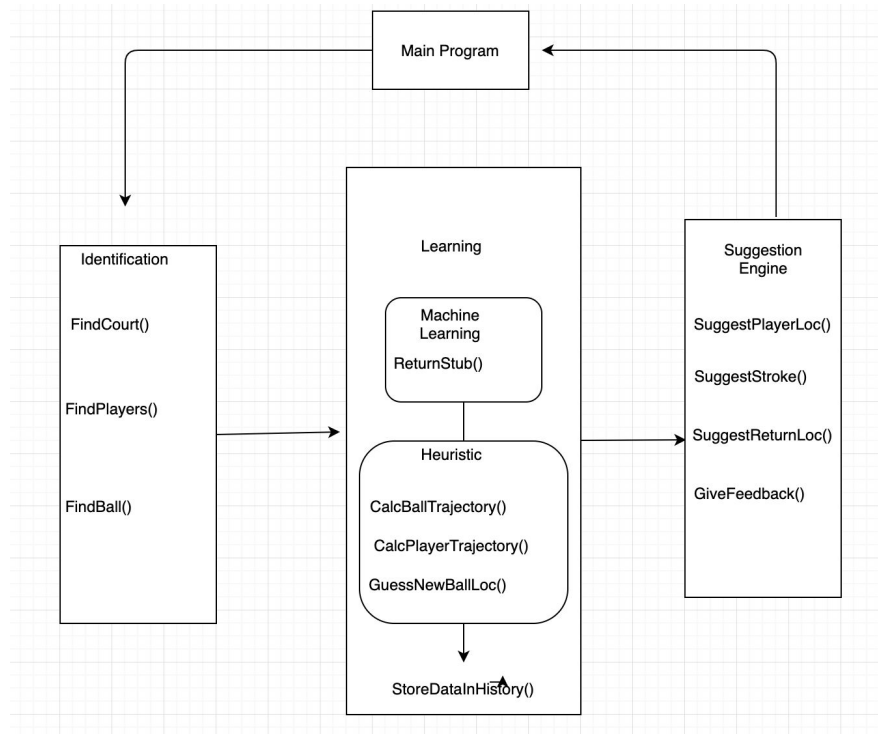 Main Program
Identification
FindCourt()
FindPlayers()
FindBall()
Learning
Machine
Learning
ReturnStub()
Heuristic
CalcBallTrajectory()
CalcPlayerTrajectory()
GuessNewBallLoc()
StoreDataInHistory()
Suggestion
Engine
SuggestPlayerLoc()
SuggestStroke()
SuggestReturnLoc()
GiveFeedback()